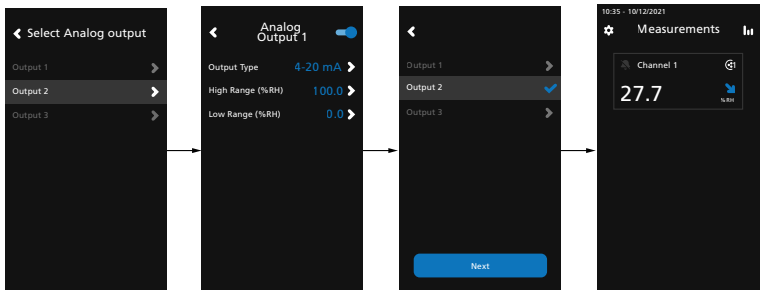 Select Analog output
Output 1
Output 2
Output 3
Analog
Output 1
Output Type 4-20 mA
High Range (%RH) 100.0
Low Range (%RH) 0.0
Output 1
Output 2
Output 3
Next
10:35 - 10/12/2021
Measurements
Channel 1 1
27.7
%RH